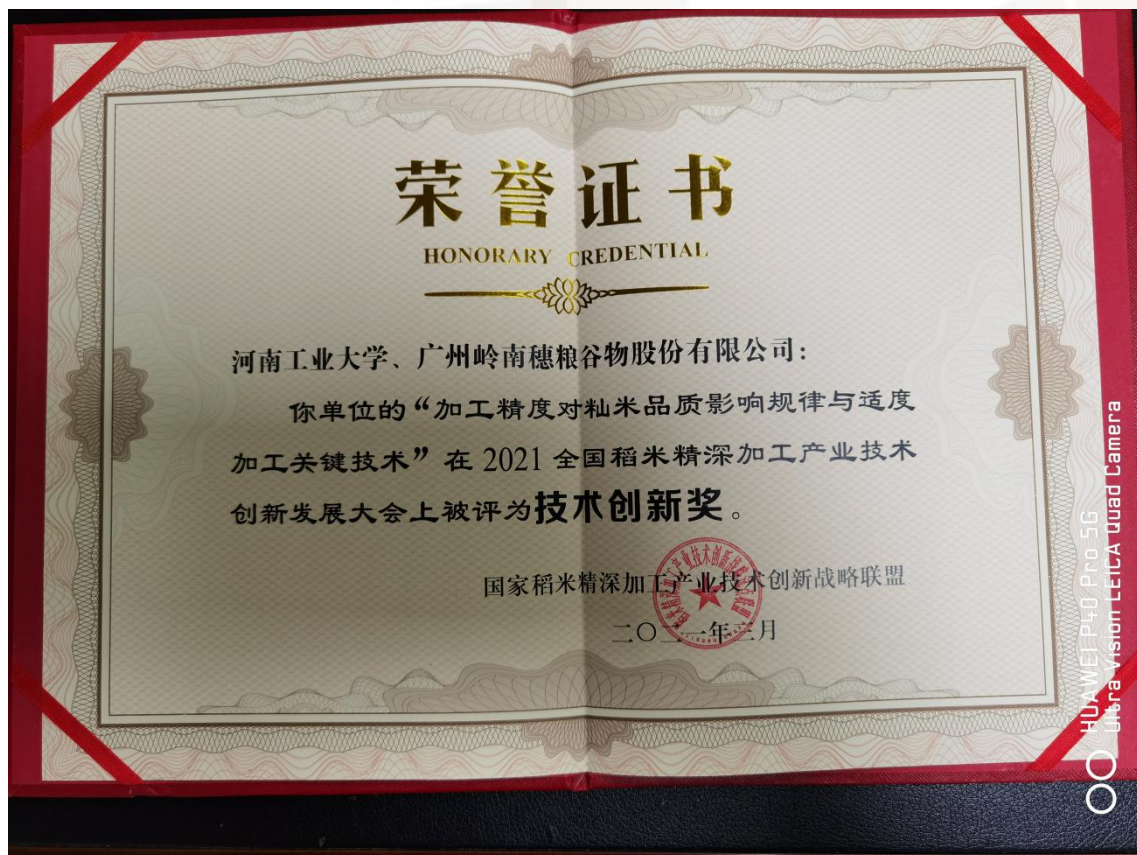 荣誉证书
HONORARY CREDENTIAL
河南工业大学、广州岭南穗粮谷物股份有限公司：
你单位的“加工精度对籼米品质影响规律与适度
加工关键技术”在 2021 全国稻米精深加工产业技术
创新发展大会上被评为技术创新奖。
国家稻米精深加工产业技术创新战略联盟
二〇二一年三月
HUAWEI P40 Pro 5G
Ultra Vision LEICA Quad Camera